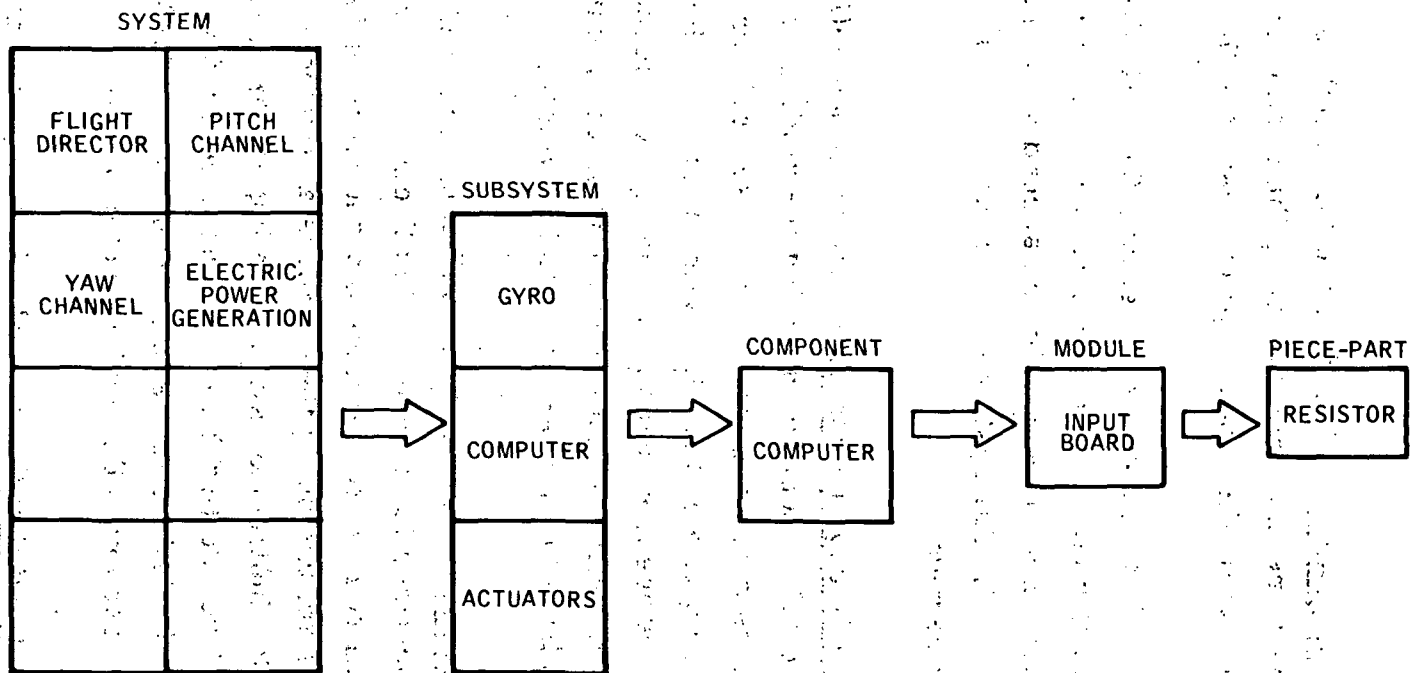 SYSTEM
FLIGHT
DIRECTOR
PITCH
CHANNEL
YAW
CHANNEL
ELECTRIC
POWER
GENERATION
SUBSYSTEM
GYRO
COMPUTER
ACTUATORS
COMPONENT
COMPUTER
MODULE
INPUT
BOARD
PIECE-PART
RESISTOR